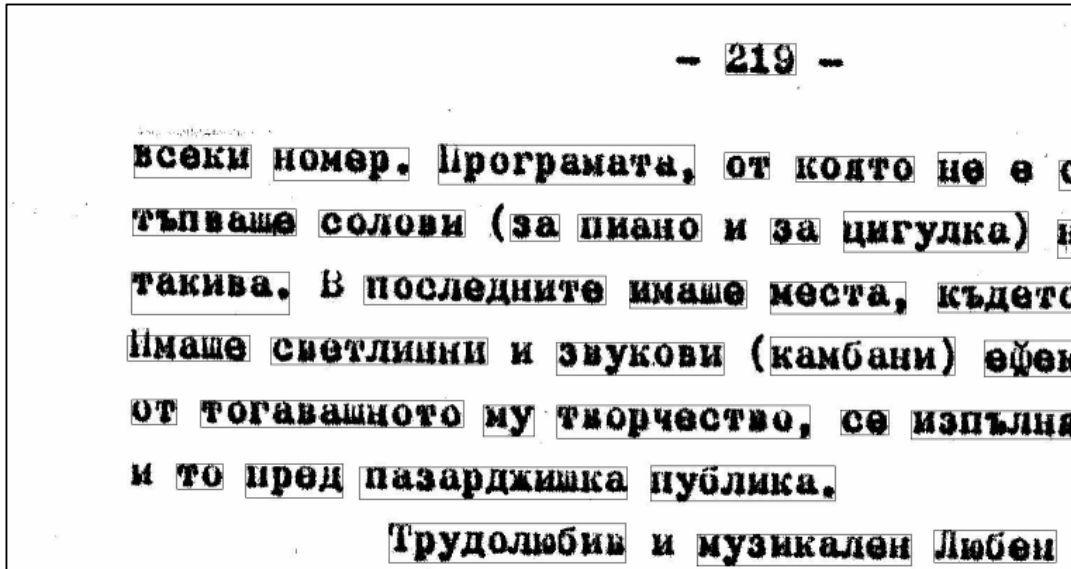 - 219 -
всеки номер. Програмата, от която не е
тъпваше солови (за пиано и за цигулка)
такива. В последните имаше места, където
Имаше светлинни и звукови (камбани)
от тогавашното му творчество, се
и то пред пазарджишка публика.
Трудолюбив и музикален Любен